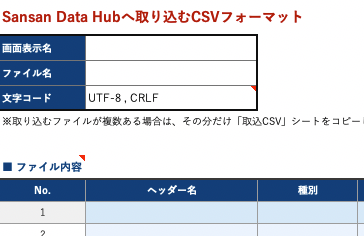 Sansan Data Hubへ取り込むCSVフォーマット
画面表示名
ファイル名
文字コード UTF-8 , CRLF
※取り込むファイルが複数ある場合は、その分だけ「取込CSV」シートをコピー
■ ファイル内容
No. ヘッダー名 種別
1
2